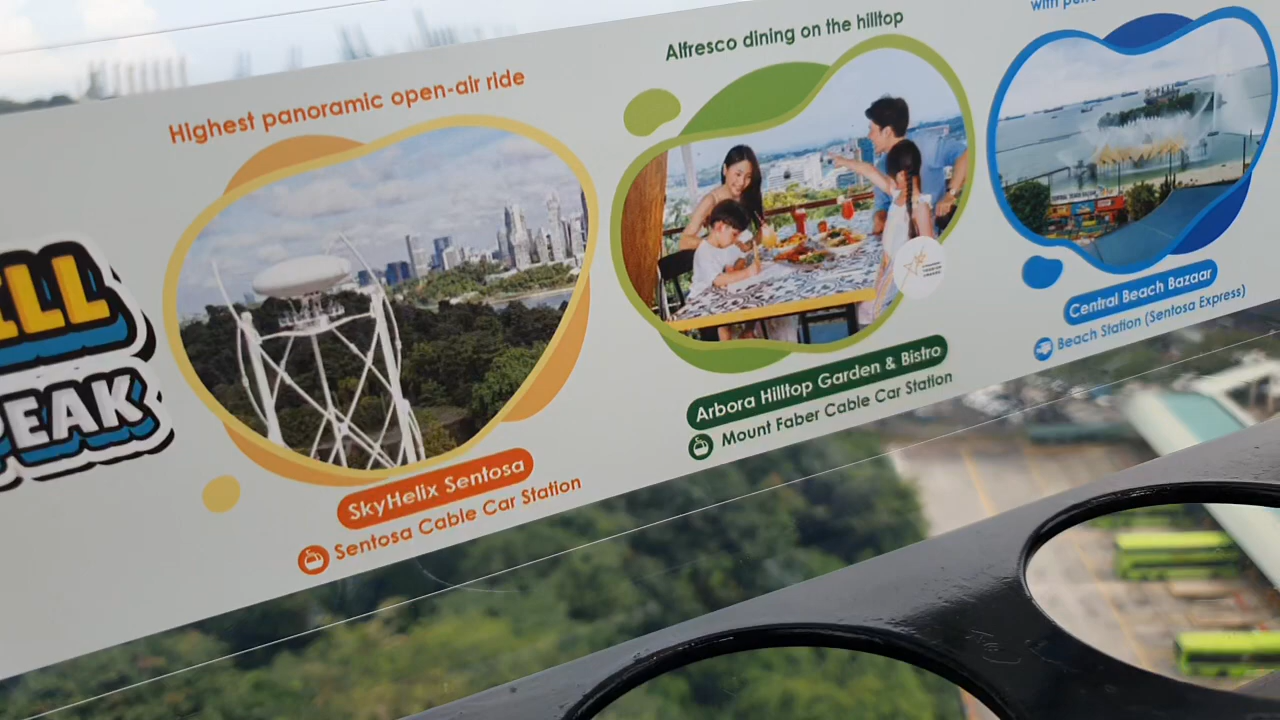 ILL
PEAK
Highest panoramic open-air ride
SkyHelix Sentosa
Sentosa Cable Car Station
Alfresco dining on the hilltop
Arbora Hilltop Garden & Bistro
Mount Faber Cable Car Station
Central Beach Bazaar
Beach Station (Sentosa Express)